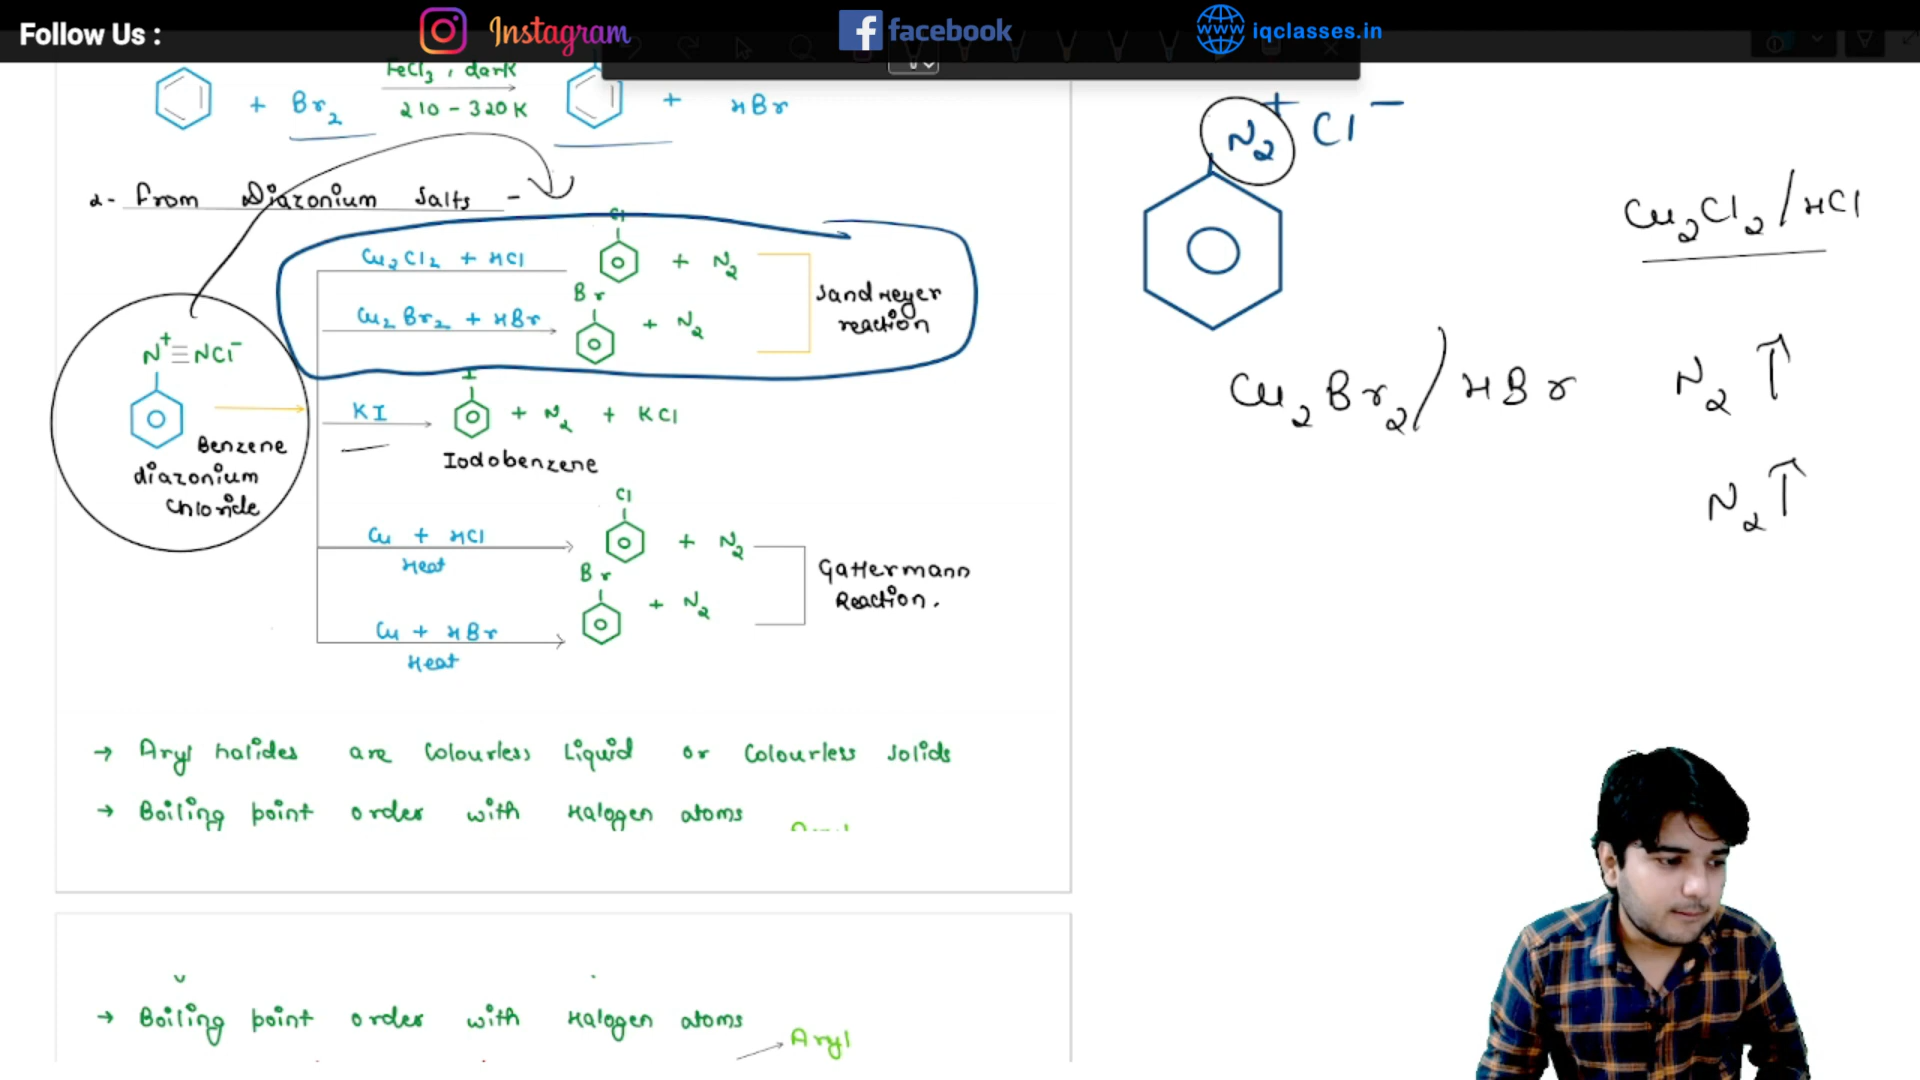 Follow Us :
Instagram
facebook
www iqclasses.in
+ Br2 FeCl3 , dark 210 - 320K + HBr
2- From Diazonium Salts -
Cu2Cl2 + HCl Cl + N2
Cu2Br2 + HBr Br + N2
Sandmeyer reaction
N+≡NCl-
Benzene diazonium Chloride
KI I + N2 + KCl
Iodobenzene
Cu + HCl Heat Cl + N2
Cu + HBr Heat Br + N2
Gattermann Reaction.
→ Aryl halides are Colourless Liquid or Colourless Solids
→ Boiling point order with Halogen atoms
→ Boiling point order with Halogen atoms
Aryl
N2+ Cl-
Cu2Cl2/HCl
Cu2Br2/HBr N2↑
N2↑